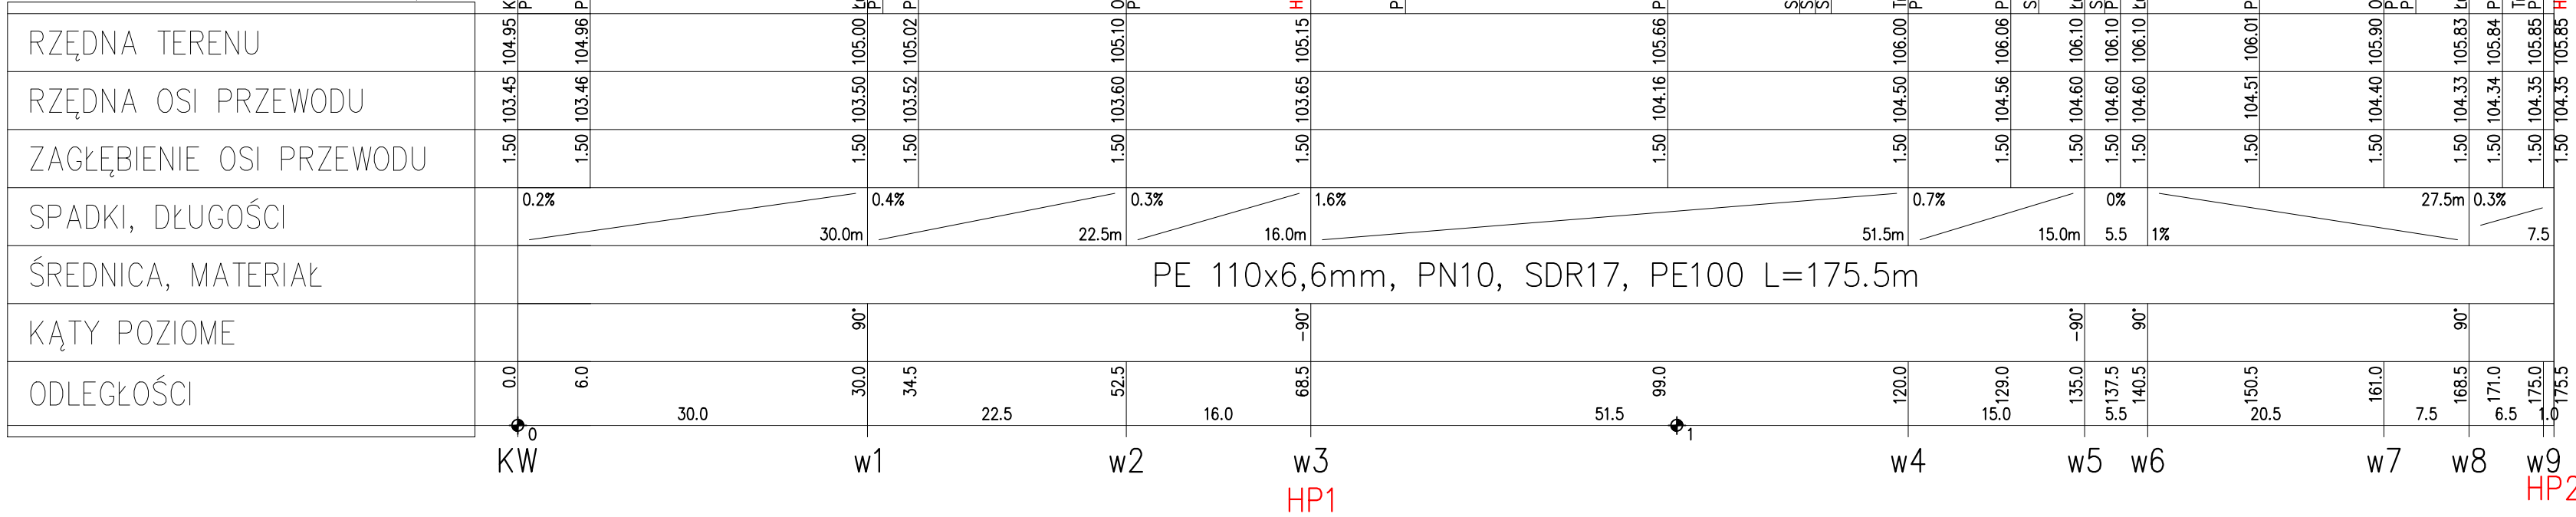 RZĘDNA TERENU 104.95 104.96 105.00 105.02 105.10 105.15 105.66 106.00 106.06 106.10 106.10 106.10 106.01 105.90 105.83 105.84 105.85 105.85
RZĘDNA OSI PRZEWODU 103.45 103.46 103.50 103.52 103.60 103.65 104.16 104.50 104.56 104.60 104.60 104.60 104.51 104.40 104.33 104.34 104.35 104.35
ZAGŁĘBIENIE OSI PRZEWODU 1.50 1.50 1.50 1.50 1.50 1.50 1.50 1.50 1.50 1.50 1.50 1.50 1.50 1.50 1.50 1.50 1.50 1.50
0.2% 0.4% 0.3% 1.6% 0.7% 0% 27.5m 0.3%
SPADKI, DŁUGOŚCI
30.0m 22.5m 16.0m 51.5m 15.0m 5.5 1% 7.5
ŚREDNICA, MATERIAŁ PE 110x6,6mm, PN10, SDR17, PE100 L=175.5m
KĄTY POZIOME 90° -90° -90° 90° 90°
ODLEGŁOŚCI 0.0 6.0 30.0 34.5 52.5 68.5 99.0 120.0 129.0 135.0 137.5 140.5 150.5 161.0 168.5 171.0 175.0 175.5
30.0 22.5 16.0 51.5 15.0 5.5 20.5 7.5 6.5 1.0
0 1
KW w1 w2 w3 w4 w5 w6 w7 w8 w9
HP1 HP2